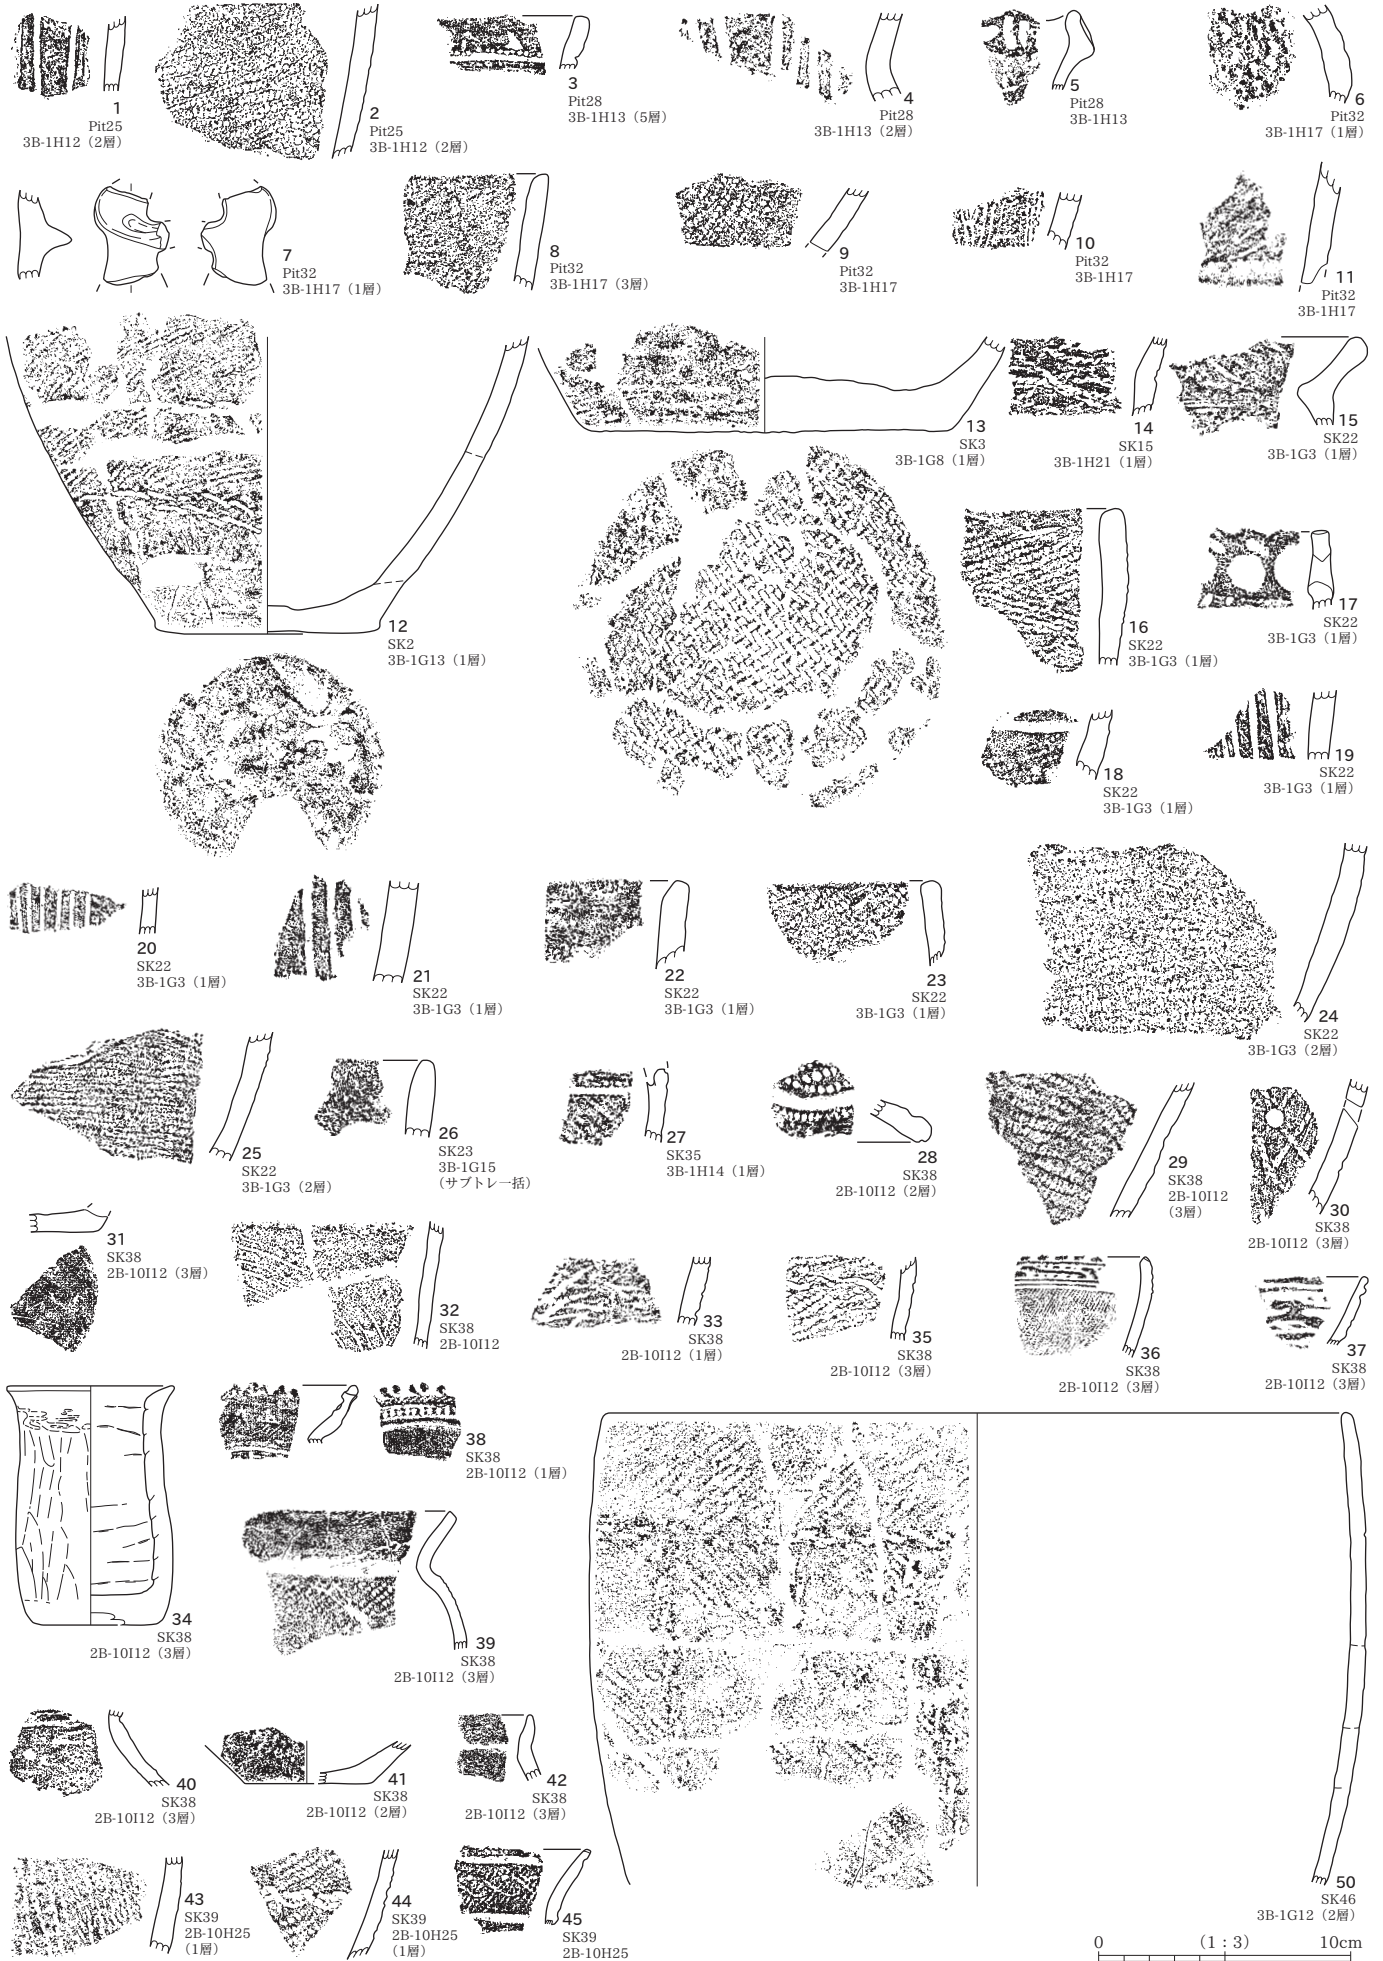 1
Pit25
3B-1H12（2層）
2
Pit25
3B-1H12（2層）
3
Pit28
3B-1H13（5層）
4
Pit28
3B-1H13（2層）
5
Pit28
3B-1H13
6
Pit32
3B-1H17（1層）
7
Pit32
3B-1H17（1層）
8
Pit32
3B-1H17（3層）
9
Pit32
3B-1H17
10
Pit32
3B-1H17
11
Pit32
3B-1H17
12
SK2
3B-1G13（1層）
13
SK3
3B-1G8（1層）
14
SK15
3B-1H21（1層）
15
SK22
3B-1G3（1層）
16
SK22
3B-1G3（1層）
17
SK22
3B-1G3（1層）
18
SK22
3B-1G3（1層）
19
SK22
3B-1G3（1層）
20
SK22
3B-1G3（1層）
21
SK22
3B-1G3（1層）
22
SK22
3B-1G3（1層）
23
SK22
3B-1G3（1層）
24
SK22
3B-1G3（2層）
25
SK22
3B-1G3（2層）
26
SK23
3B-1G15
（サブトレ一括）
27
SK35
3B-1H14（1層）
28
SK38
2B-10I12（2層）
29
SK38
2B-10I12
（3層）
30
SK38
2B-10I12（3層）
31
SK38
2B-10I12（3層）
32
SK38
2B-10I12
33
SK38
2B-10I12（1層）
35
SK38
2B-10I12（3層）
36
SK38
2B-10I12（3層）
37
SK38
2B-10I12（3層）
34
SK38
2B-10I12（3層）
38
SK38
2B-10I12（1層）
39
SK38
2B-10I12（3層）
40
SK38
2B-10I12（3層）
41
SK38
2B-10I12（2層）
42
SK38
2B-10I12（3層）
43
SK39
2B-10H25
（1層）
44
SK39
2B-10H25
（1層）
45
SK39
2B-10H25
50
SK46
3B-1G12（2層）
0 （1：3） 10cm